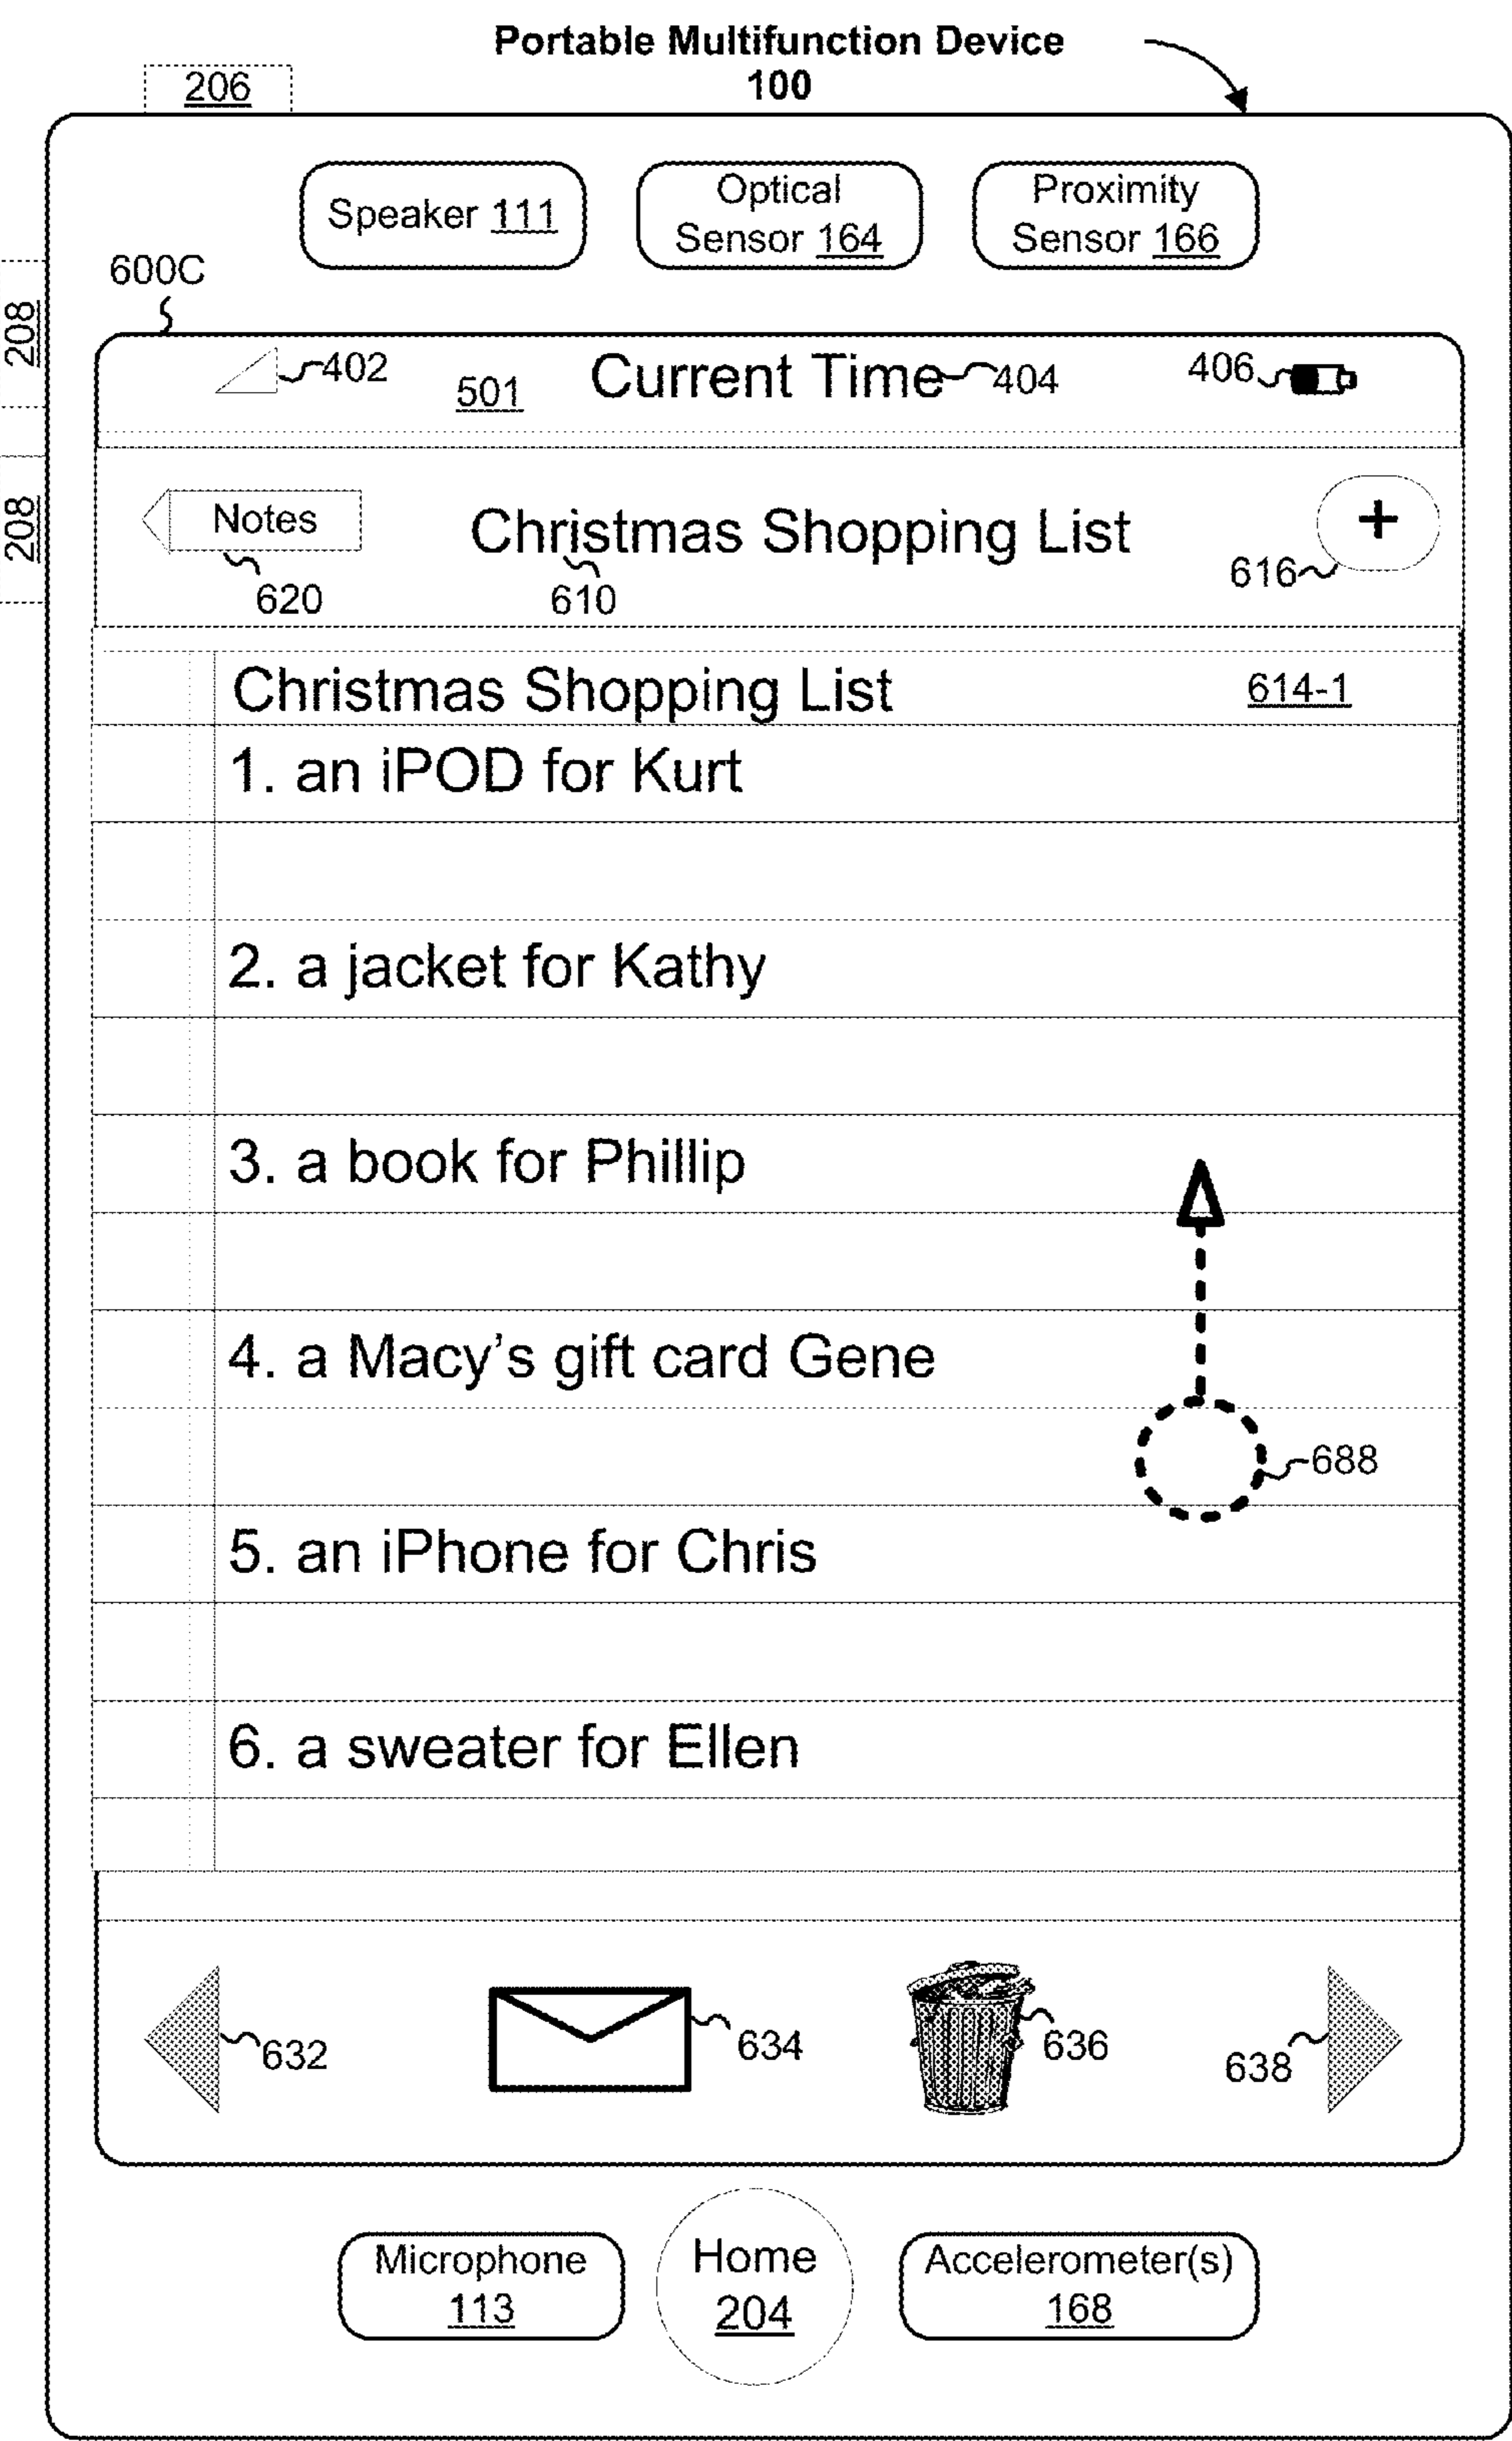 Portable Multifunction Device
100
206
Speaker 111
Optical
Sensor 164
Proximity
Sensor 166
600C
208
208
402
501
Current Time
404
406
Notes
620
Christmas Shopping List
610
+
616
Christmas Shopping List
614-1
1. an iPOD for Kurt
2. a jacket for Kathy
3. a book for Phillip
4. a Macy’s gift card Gene
688
5. an iPhone for Chris
6. a sweater for Ellen
632
634
636
638
Microphone
113
Home
204
Accelerometer(s)
168